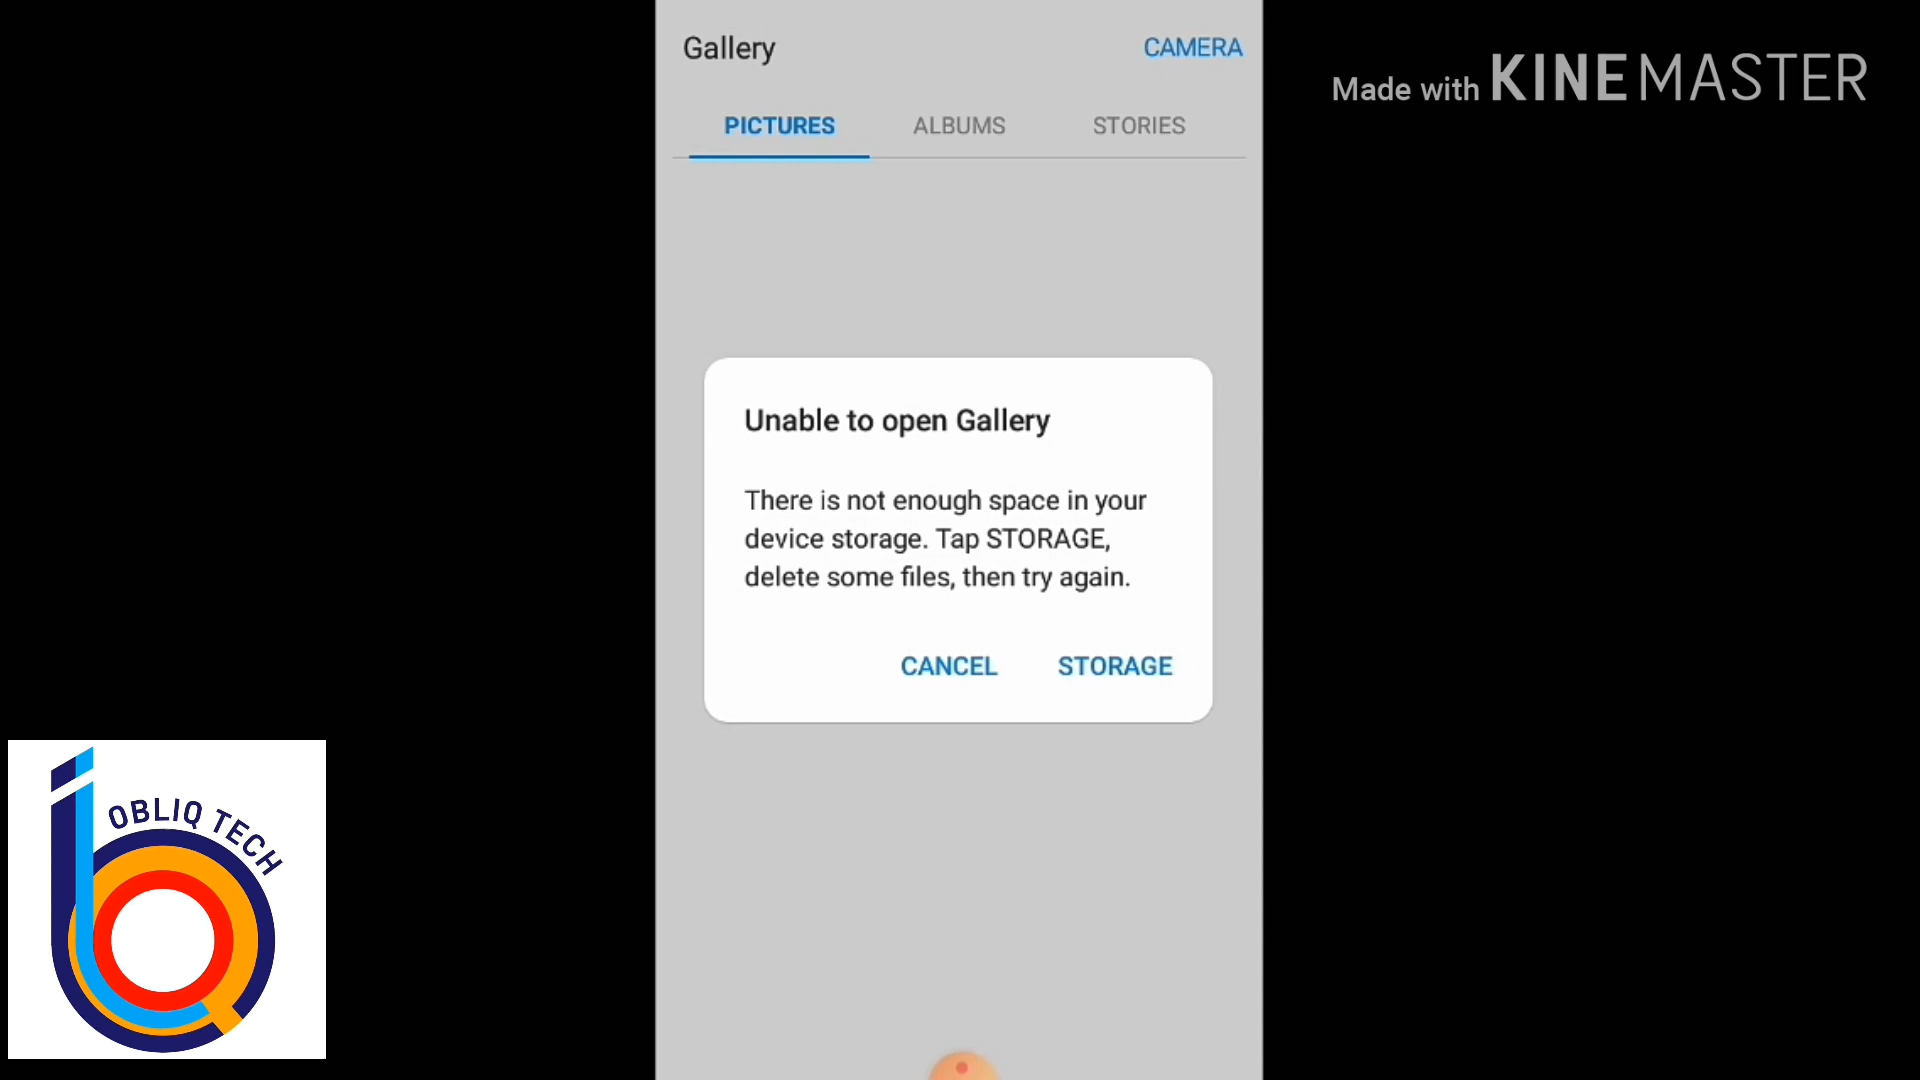 Gallery
CAMERA
Made with KINEMASTER
PICTURES
ALBUMS
STORIES
Unable to open Gallery
There is not enough space in your
device storage. Tap STORAGE,
delete some files, then try again.
CANCEL
STORAGE
OBLIQ TECH